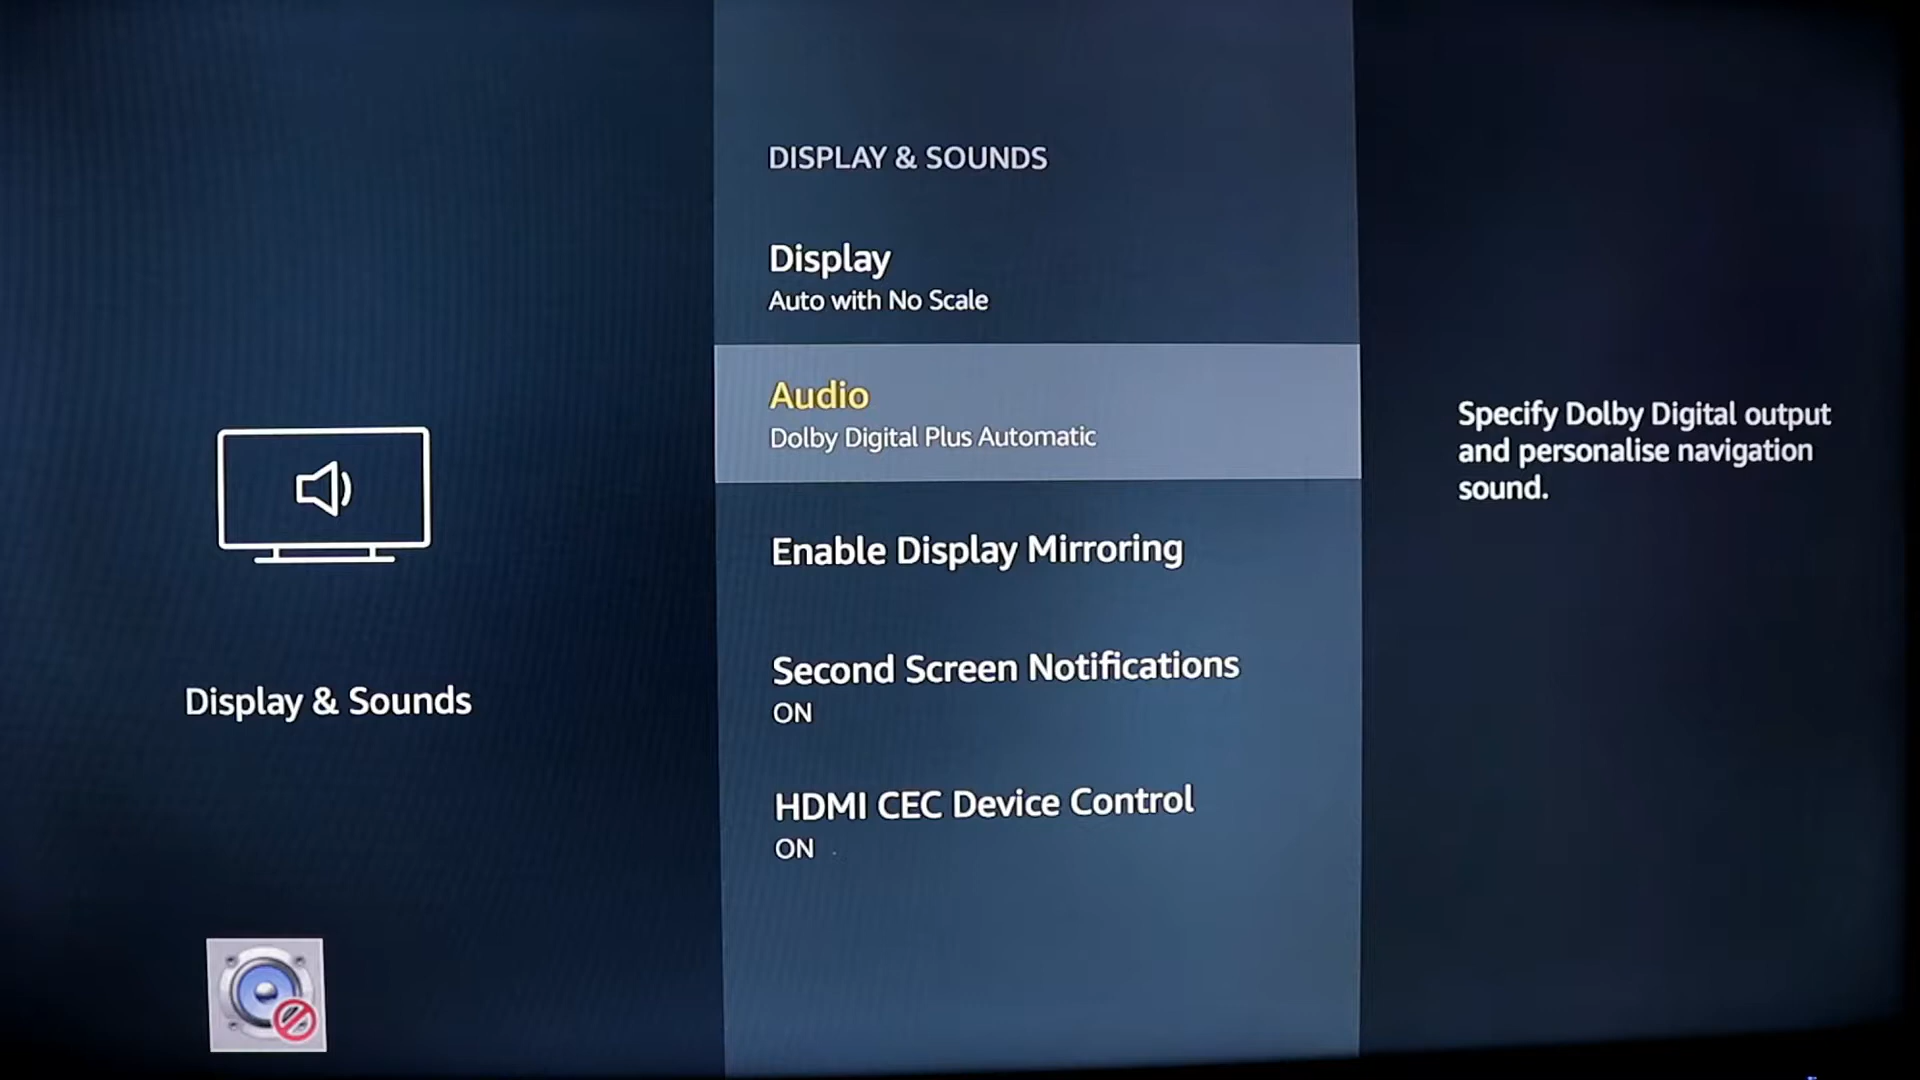 DISPLAY & SOUNDS
Display
Auto with No Scale
Audio
Dolby Digital Plus Automatic
Enable Display Mirroring
Second Screen Notifications
ON
HDMI CEC Device Control
ON
Display & Sounds
Specify Dolby Digital output
and personalise navigation
sound.